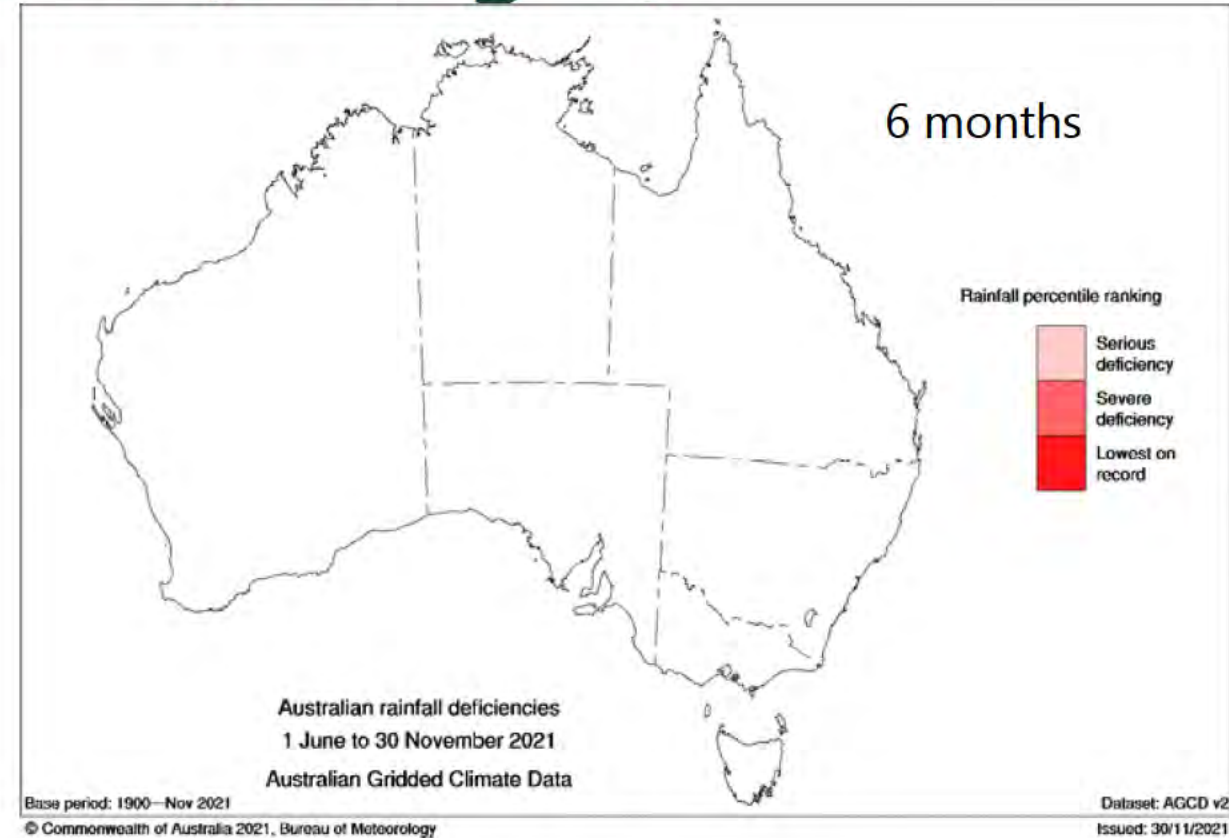 6 months
Rainfall percentile ranking
Serious
deficiency
Severe
deficiency
Lowest on
record
Australian rainfall deficiencies
1 June to 30 November 2021
Australian Gridded Climate Data
Base period: 1900—Nov 2021
Dataset: AGCD v2
© Commonwealth of Australia 2021, Bureau of Meteorology
Issued: 30/11/2021